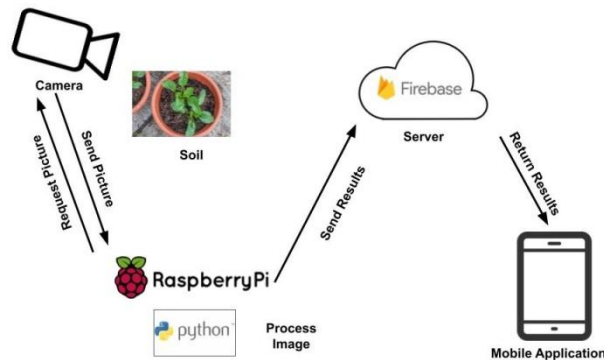 Camera
Soil
Firebase
Server
Request Picture
Send Picture
Send Results
Return Results
RaspberryPi
python
Process
Image
Mobile Application